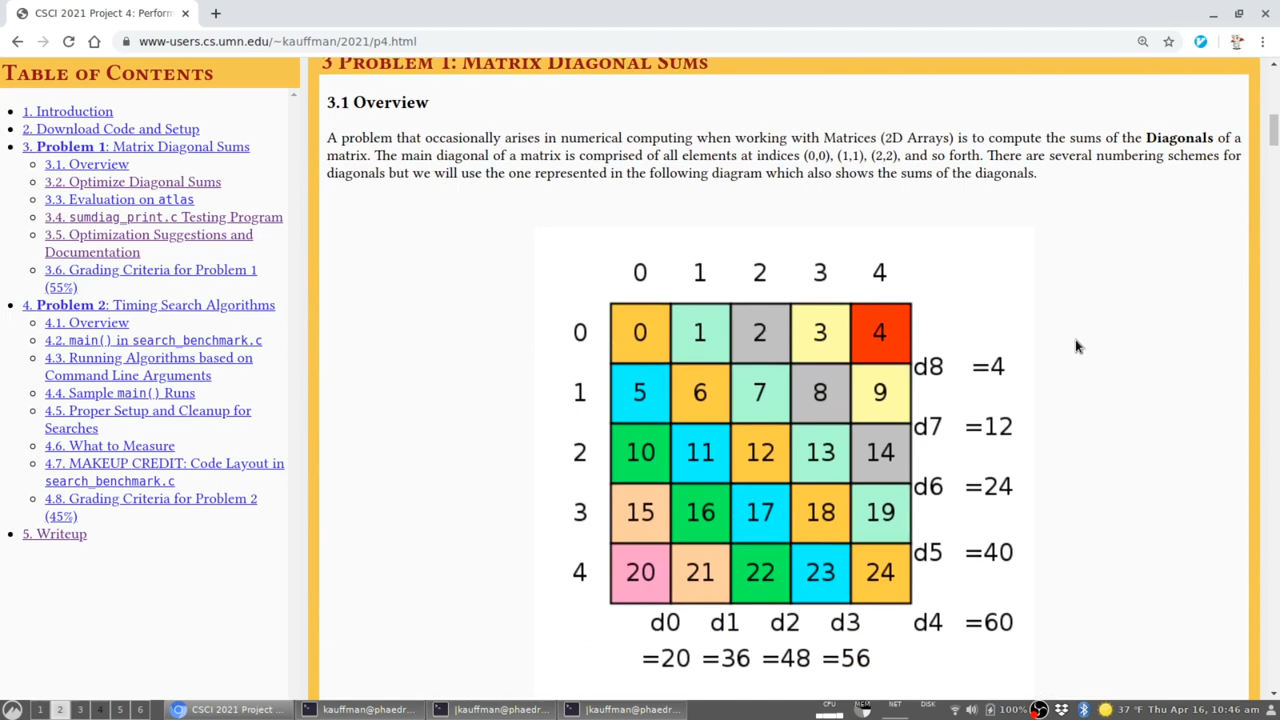 CSCI 2021 Project 4: Perform
www-users.cs.umn.edu/~kauffman/2021/p4.html
Table of Contents
1. Introduction
2. Download Code and Setup
3. Problem 1: Matrix Diagonal Sums
3.1. Overview
3.2. Optimize Diagonal Sums
3.3. Evaluation on atlas
3.4. sumdiag_print.c Testing Program
3.5. Optimization Suggestions and
Documentation
3.6. Grading Criteria for Problem 1
(55%)
4. Problem 2: Timing Search Algorithms
4.1. Overview
4.2. main() in search_benchmark.c
4.3. Running Algorithms based on
Command Line Arguments
4.4. Sample main() Runs
4.5. Proper Setup and Cleanup for
Searches
4.6. What to Measure
4.7. MAKEUP CREDIT: Code Layout in
search_benchmark.c
4.8. Grading Criteria for Problem 2
(45%)
5. Writeup
3 Problem 1: Matrix Diagonal Sums
3.1 Overview
A problem that occasionally arises in numerical computing when working with Matrices (2D Arrays) is to compute the sums of the Diagonals of a
matrix. The main diagonal of a matrix is comprised of all elements at indices (0,0), (1,1), (2,2), and so forth. There are several numbering schemes for
diagonals but we will use the one represented in the following diagram which also shows the sums of the diagonals.
0 1 2 3 4
0 0 1 2 3 4
d8 =4
1 5 6 7 8 9
d7 =12
2 10 11 12 13 14
d6 =24
3 15 16 17 18 19
d5 =40
4 20 21 22 23 24
d0 d1 d2 d3 d4 =60
=20 =36 =48 =56
1 2 3 4 5 6 CSCI 2021 Project ... kauffman@phaedr... |kauffman@phaedr... |kauffman@phaedr... CPU MEM NET DISK 100% 37 °F Thu Apr 16, 10:46 am